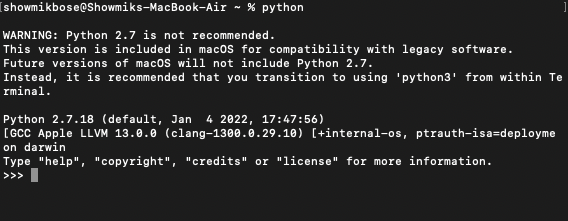 [showmikbose@Showmiks-MacBook-Air ~ % python ]
WARNING: Python 2.7 is not recommended.
This version is included in macOS for compatibility with legacy software.
Future versions of macOS will not include Python 2.7.
Instead, it is recommended that you transition to using 'python3' from within Te
rminal.
Python 2.7.18 (default, Jan  4 2022, 17:47:56)
[GCC Apple LLVM 13.0.0 (clang-1300.0.29.10) [+internal-os, ptrauth-isa=deployme
on darwin
Type "help", "copyright", "credits" or "license" for more information.
>>>